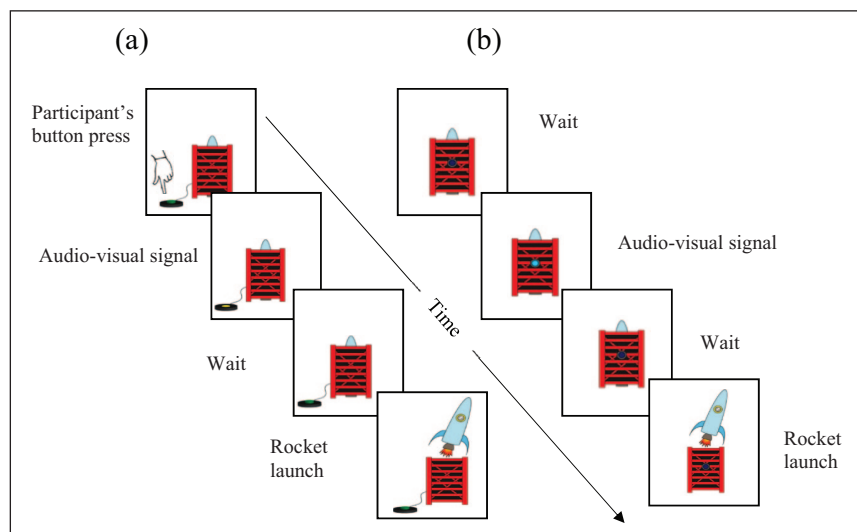 (a)
(b)
Participant's
button press
Wait
Audio-visual signal
Audio-visual signal
Time
Wait
Wait
Rocket
launch
Rocket
launch